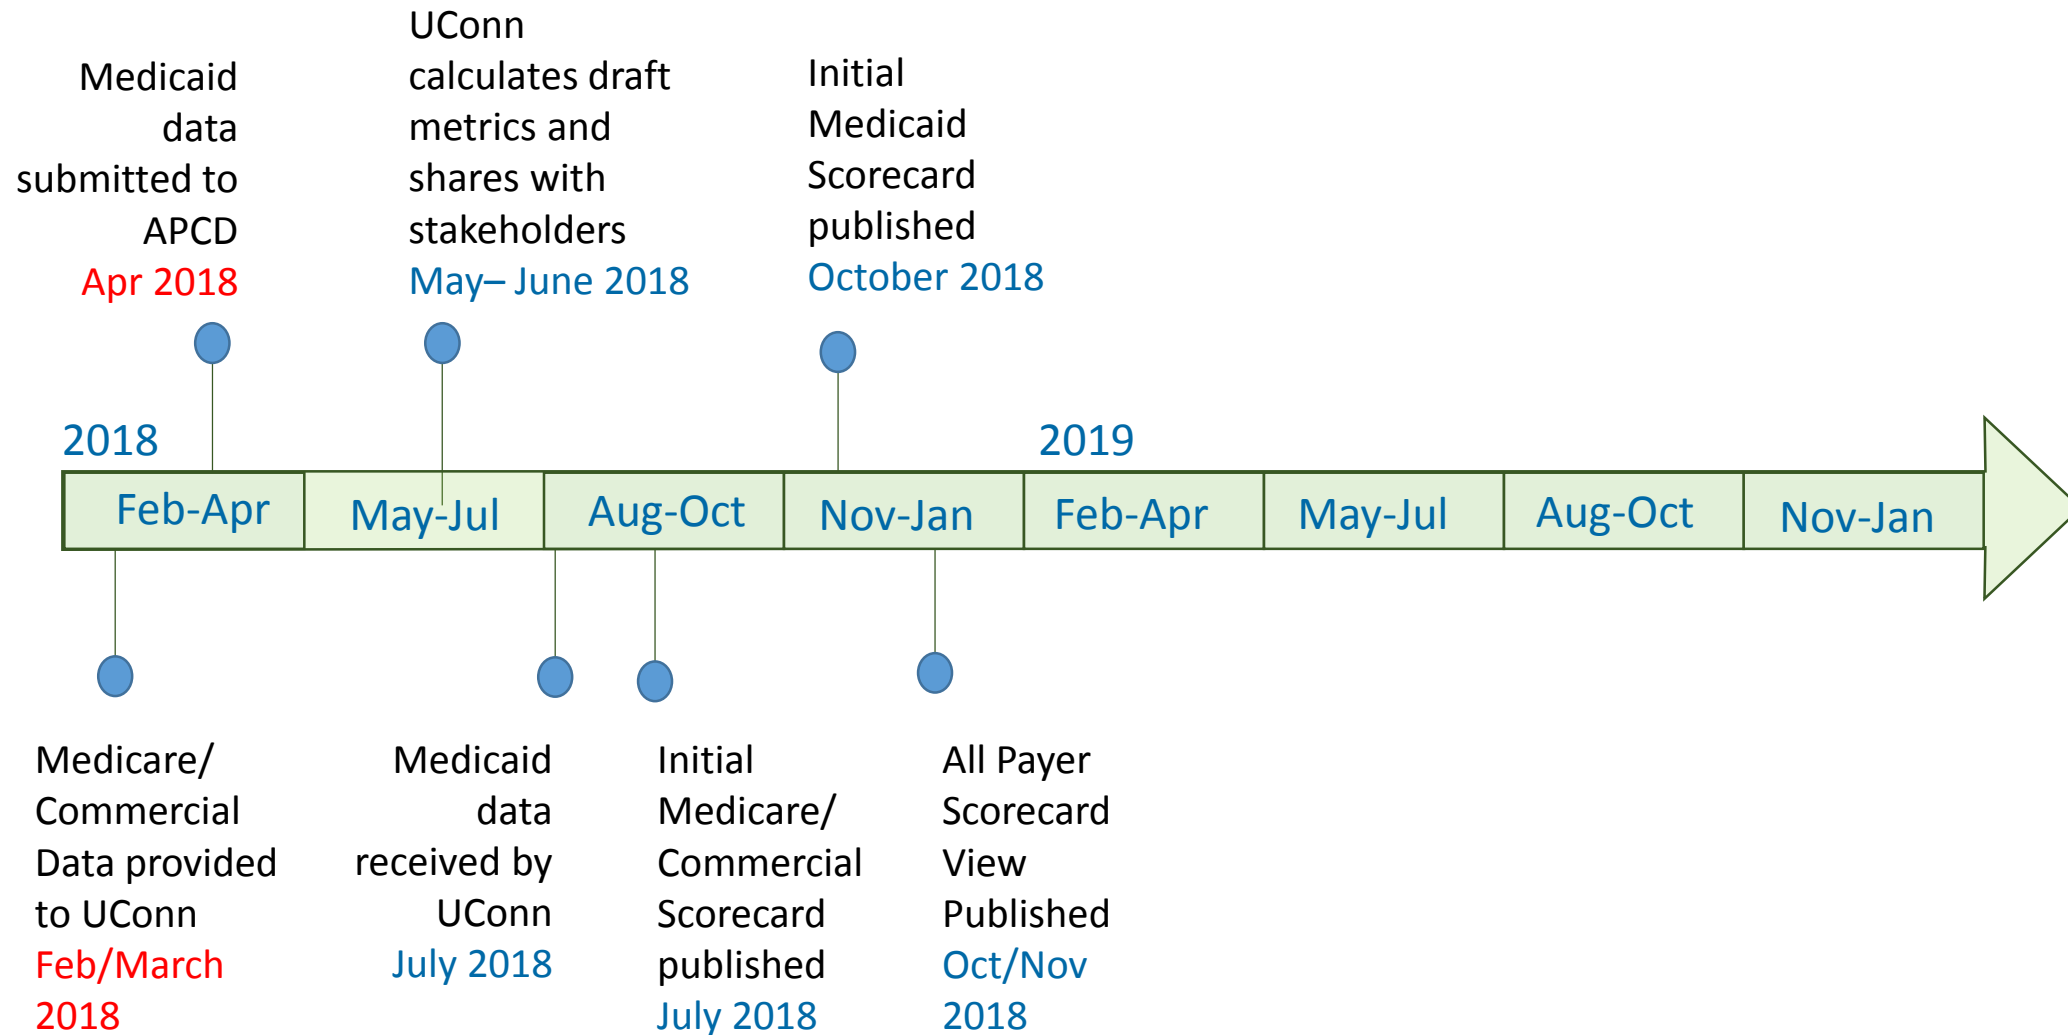 Medicaid
data
submitted to
APCD
Apr 2018
UConn
calculates draft
metrics and
shares with
stakeholders
May– June 2018
Initial
Medicaid
Scorecard
published
October 2018
2018
2019
Feb-Apr
May-Jul
Aug-Oct
Nov-Jan
Feb-Apr
May-Jul
Aug-Oct
Nov-Jan
Medicare/
Commercial
Data provided
to UConn
Feb/March
2018
Medicaid
data
received by
UConn
July 2018
Initial
Medicare/
Commercial
Scorecard
published
July 2018
All Payer
Scorecard
View
Published
Oct/Nov
2018